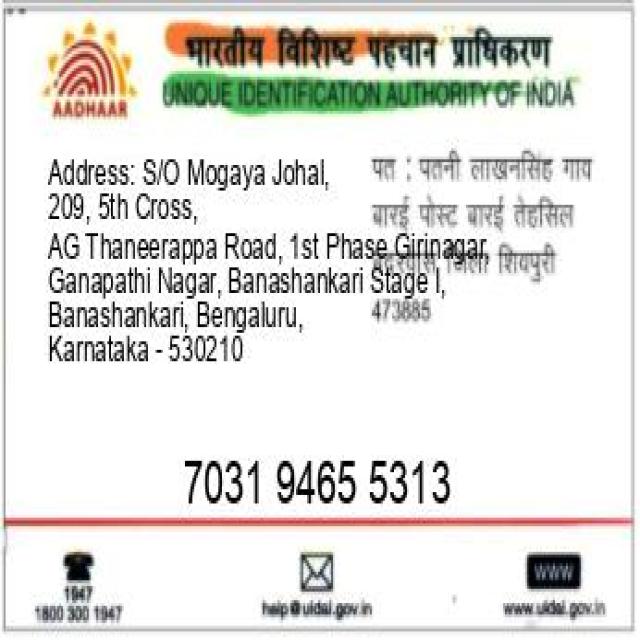 भारतीय विशिष्ट पहचान प्राधिकरण
AADHAAR
UNIQUE IDENTIFICATION AUTHORITY OF INDIA
Address: S/O Mogaya Johal,
209, 5th Cross,
AG Thaneerappa Road, 1st Phase Girinagar,
Ganapathi Nagar, Banashankari Stage I,
Banashankari, Bengaluru,
Karnataka - 530210
पत : पतनी लाखनसिंह गाय
बारई पोस्ट बारई तेहसिल
जिला शिवपुरी
473885
7031 9465 5313
1947
1800 300 1947
help@uidai.gov.in
WWW
www.uidai.gov.in